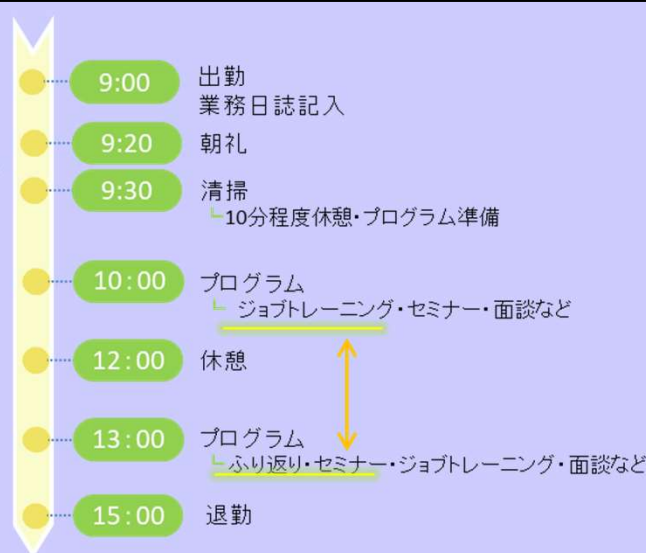 9:00 出勤
業務日誌記入
9:20 朝礼
9:30 清掃
10分程度休憩・プログラム準備
10:00 プログラム
ジョブトレーニング・セミナー・面談など
12:00 休憩
13:00 プログラム
ふり返り・セミナー・ジョブトレーニング・面談など
15:00 退勤